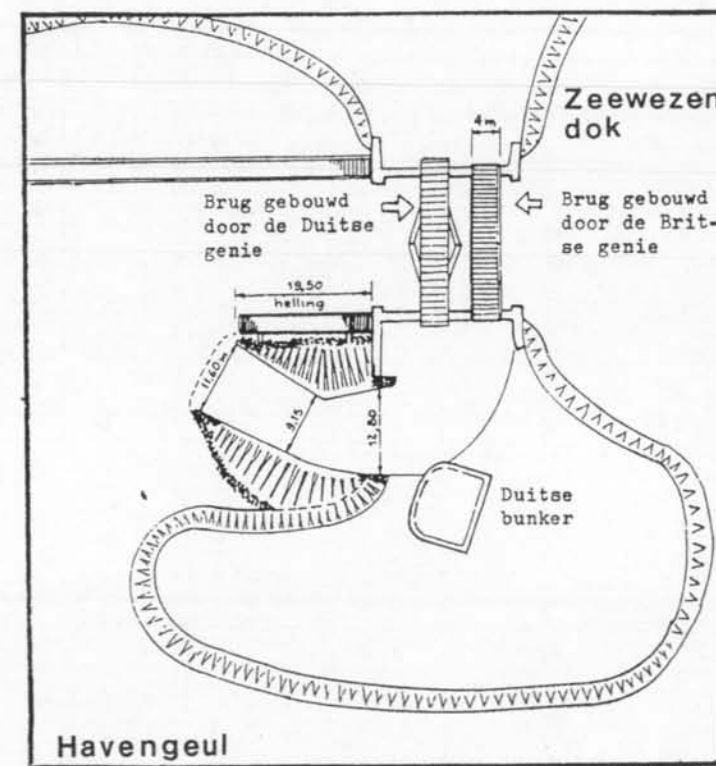 Zeewezen
dok
4m
Brug gebouwd
door de Duitse
genie
Brug gebouwd
door de Brit-
se genie
19,50
helling
11,60m
9,15
12,80
Duitse
bunker
Havengeul